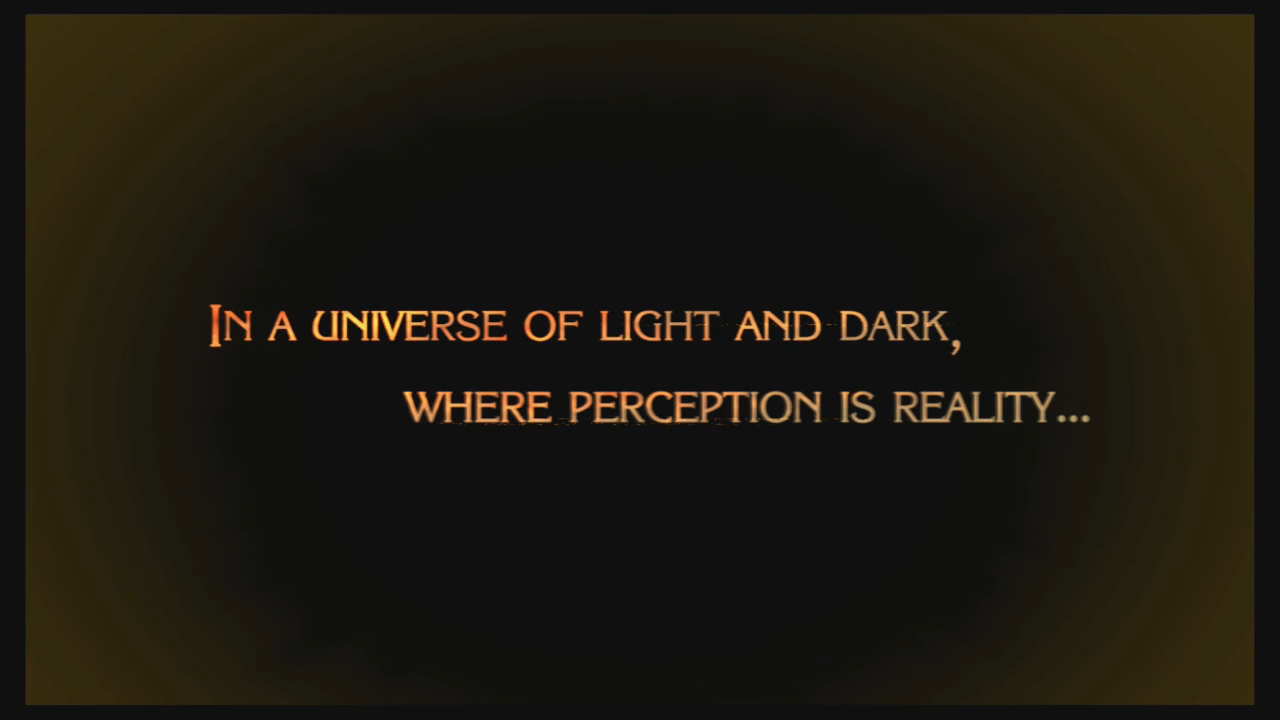 In a universe of light and dark,
where perception is reality...